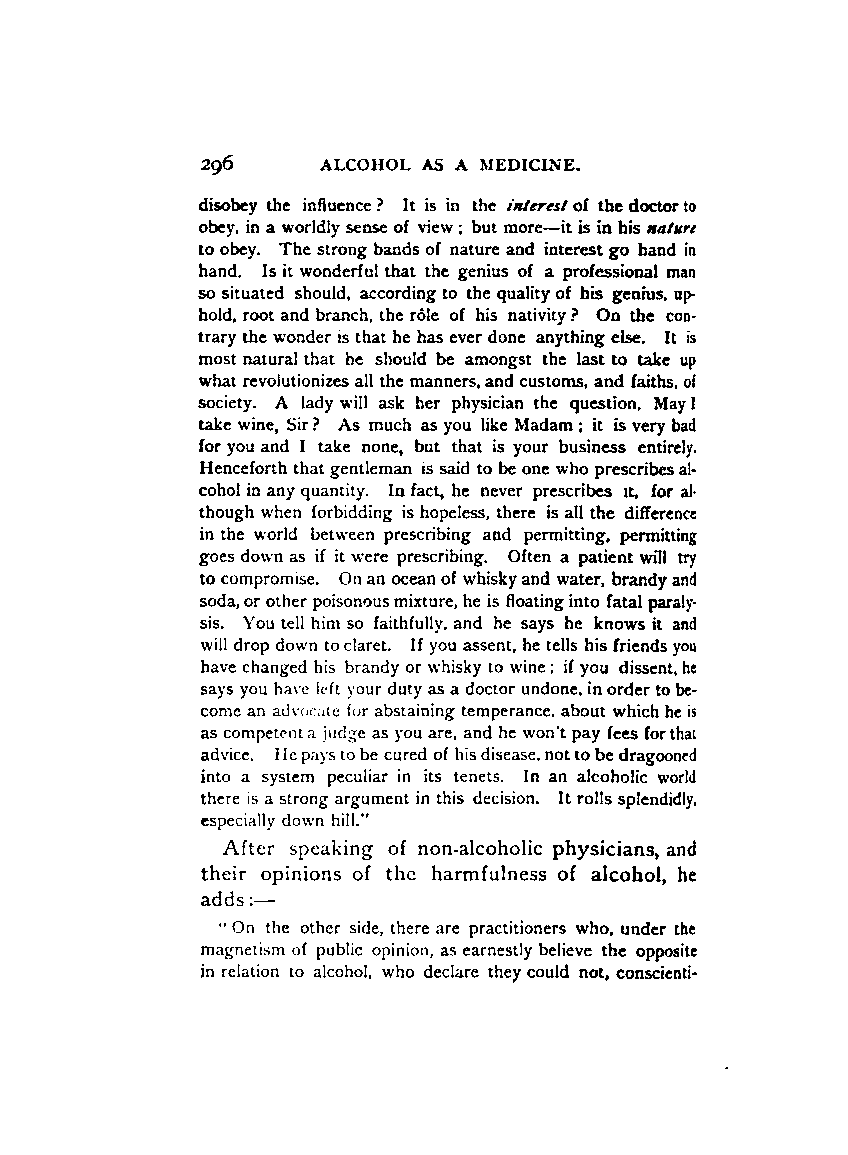 296 ALCOHOL AS A MEDICINE.
disobey the influence ? It is in the interest of the doctor to
obey, in a worldly sense of view ; but more—it is in his nature
to obey. The strong bands of nature and interest go hand in
hand. Is it wonderful that the genius of a professional man
so situated should, according to the quality of his genius, up-
hold, root and branch, the rôle of his nativity ? On the con-
trary the wonder is that he has ever done anything else. It is
most natural that he should be amongst the last to take up
what revolutionizes all the manners, and customs, and faiths, of
society. A lady will ask her physician the question, May I
take wine, Sir ? As much as you like Madam ; it is very bad
for you and I take none, but that is your business entirely.
Henceforth that gentleman is said to be one who prescribes al-
cohol in any quantity. In fact, he never prescribes it, for al-
though when forbidding is hopeless, there is all the difference
in the world between prescribing and permitting, permitting
goes down as if it were prescribing. Often a patient will try
to compromise. On an ocean of whisky and water, brandy and
soda, or other poisonous mixture, he is floating into fatal paraly-
sis. You tell him so faithfully, and he says he knows it and
will drop down to claret. If you assent, he tells his friends you
have changed his brandy or whisky to wine ; if you dissent, he
says you have left your duty as a doctor undone, in order to be-
come an advocate for abstaining temperance, about which he is
as competent a judge as you are, and he won't pay fees for that
advice. He pays to be cured of his disease, not to be dragooned
into a system peculiar in its tenets. In an alcoholic world
there is a strong argument in this decision. It rolls splendidly,
especially down hill."
After speaking of non-alcoholic physicians, and
their opinions of the harmfulness of alcohol, he
adds :—
" On the other side, there are practitioners who, under the
magnetism of public opinion, as earnestly believe the opposite
in relation to alcohol, who declare they could not, conscienti-